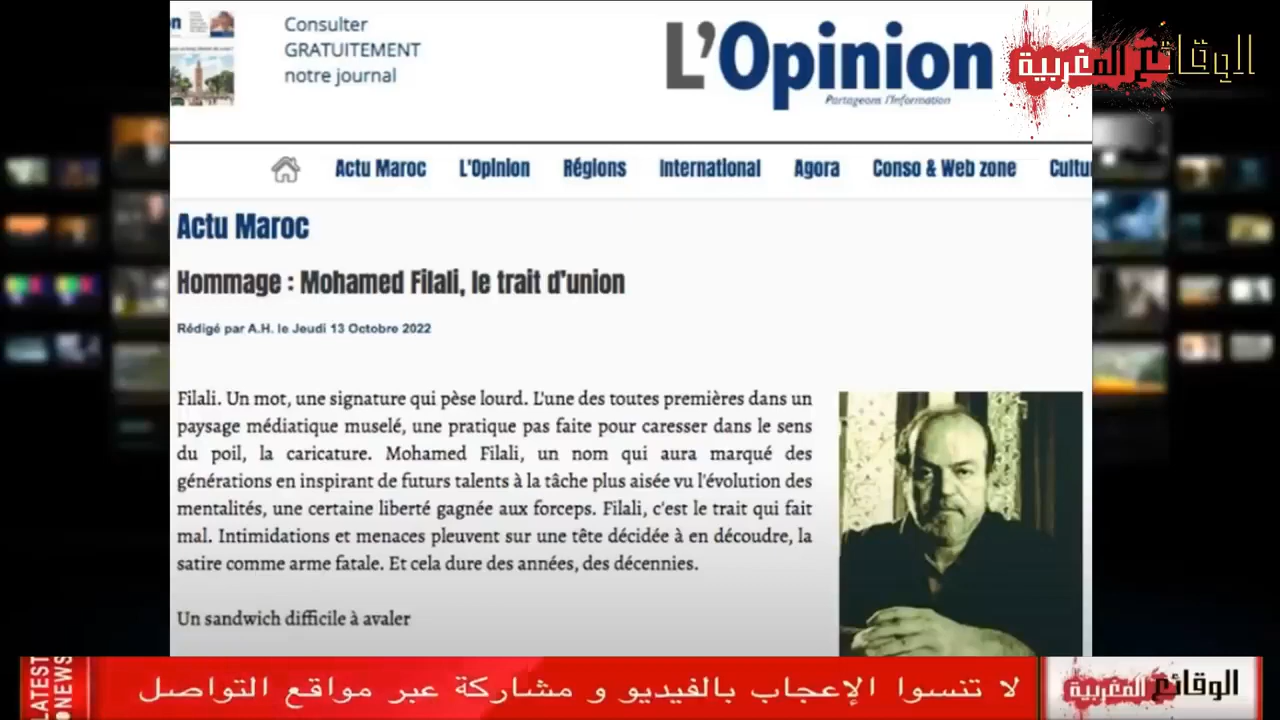 Consulter
GRATUITEMENT
notre journal
L'Opinion
Partageons l'Information
الوقائع المغربية
Actu Maroc
L'Opinion
Régions
International
Agora
Conso & Web zone
Cultu
Actu Maroc
Hommage : Mohamed Filali, le trait d'union
Rédigé par A.H. le Jeudi 13 Octobre 2022
Filali. Un mot, une signature qui pèse lourd. L'une des toutes premières dans un
paysage médiatique muselé, une pratique pas faite pour caresser dans le sens
du poil, la caricature. Mohamed Filali, un nom qui aura marqué des
générations en inspirant de futurs talents à la tâche plus aisée vu l'évolution des
mentalités, une certaine liberté gagnée aux forceps. Filali, c'est le trait qui fait
mal. Intimidations et menaces pleuvent sur une tête décidée à en découdre, la
satire comme arme fatale. Et cela dure des années, des décennies.
Un sandwich difficile à avaler
LATEST
NEWS
لا تنسوا الإعجاب بالفيديو و مشاركة عبر مواقع التواصل
الوقائع المغربية